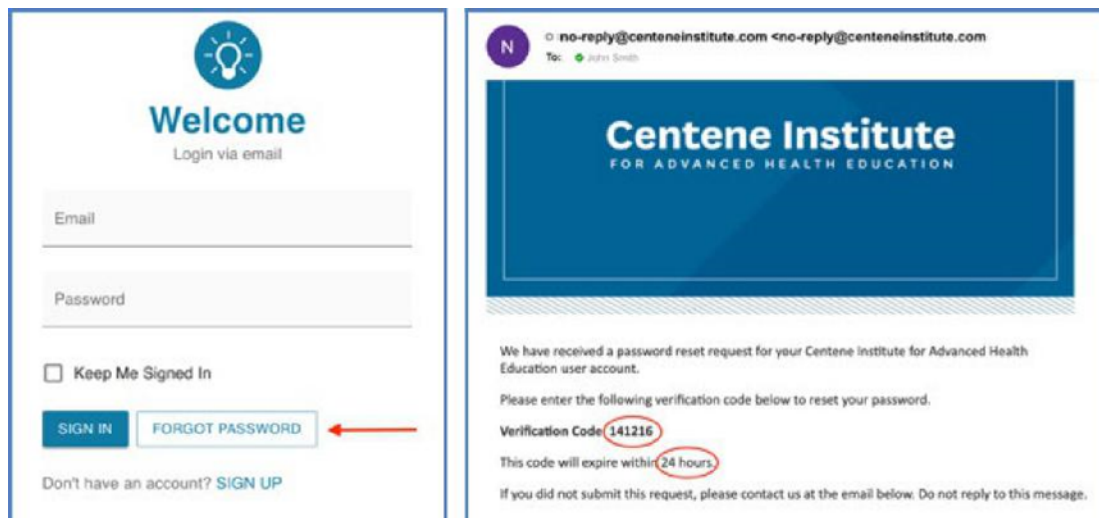 Welcome
Login via email
Email
Password
Keep Me Signed In
SIGN IN
FORGOT PASSWORD
Don't have an account? SIGN UP
N
no-reply@centeneinstitute.com <no-reply@centeneinstitute.com
To: John Smith
Centene Institute
FOR ADVANCED HEALTH EDUCATION
We have received a password reset request for your Centene Institute for Advanced Health
Education user account.
Please enter the following verification code below to reset your password.
Verification Code 141216
This code will expire within 24 hours.
If you did not submit this request, please contact us at the email below. Do not reply to this message.